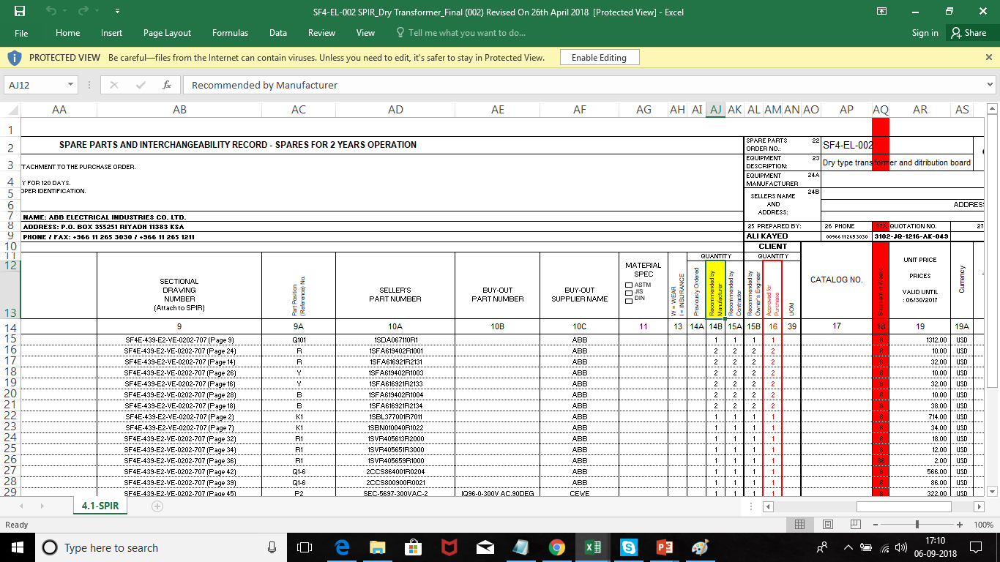 SF4-EL-002 SPIR_Dry Transformer_Final (002) Revised On 26th April 2018 [Protected View] - Excel
File Home Insert Page Layout Formulas Data Review View Tell me what you want to do... Sign in Share
PROTECTED VIEW Be careful—files from the Internet can contain viruses. Unless you need to edit, it's safer to stay in Protected View. Enable Editing
AJ12 fx Recommended by Manufacturer
AA AB AC AD AE AF AG AH AI AJ AK AL AM AN AO AP AQ AR AS
1
2 SPARE PARTS AND INTERCHANGEABILITY RECORD - SPARES FOR 2 YEARS OPERATION SPARE PARTS ORDER NO.: 22 SF4-EL-002
3 TACHMENT TO THE PURCHASE ORDER. EQUIPMENT DESCRIPTION: 23 Dry type transformer and ditribution board
4 Y FOR 120 DAYS. EQUIPMENT MANUFACTURER 24A
5 OPER IDENTIFICATION. SELLERS NAME AND ADDRESS: 24B
6 ADDRES
7 NAME: ABB ELECTRICAL INDUSTRIES CO. LTD.
8 ADDRESS: P.O. BOX 355251 RIYADH 11383 KSA 25 PREPARED BY: 26 PHONE 27A QUOTATION NO. 27
9 PHONE / FAX: +966 11 265 3030 / +966 11 265 1211 ALI KAYED 00966 11265 3030 3102-JQ-1216-AK-049
10 CLIENT
11 QUANTITY QUANTITY
12
13 SECTIONAL DRAWING NUMBER (Attach to SPIR) Part Position (Reference) No. SELLER'S PART NUMBER BUY-OUT PART NUMBER BUY-OUT SUPPLIER NAME MATERIAL SPEC ASTM JIS DIN W = WEAR I = INSURANCE Previously Ordered Recommended by Manufacturer Recommended by Contractor Recommended by Owner's Engineer Approved for Purchase UOM CATALOG NO. Shipment in Weeks UNIT PRICE PRICES VALID UNTIL : 06/30/2017 Currency
14 9 9A 10A 10B 10C 11 13 14A 14B 15A 15B 16 39 17 18 19 19A
15 SF4E-439-E2-VE-0202-707 (Page 9) Q101 1SDA067110R1 ABB 1 1 1 1 8 1312.00 USD
16 SF4E-439-E2-VE-0202-707 (Page 24) R 1SFA619402R1001 ABB 2 2 2 2 10.00 USD
17 SF4E-439-E2-VE-0202-707 (Page 14) R 1SFA616921R2131 ABB 2 2 2 2 32.00 USD
18 SF4E-439-E2-VE-0202-707 (Page 26) Y 1SFA619402R1003 ABB 2 2 2 2 10.00 USD
19 SF4E-439-E2-VE-0202-707 (Page 16) Y 1SFA616921R2133 ABB 2 2 2 2 32.00 USD
20 SF4E-439-E2-VE-0202-707 (Page 28) B 1SFA619402R1004 ABB 2 2 2 2 10.00 USD
21 SF4E-439-E2-VE-0202-707 (Page 18) B 1SFA616921R2134 ABB 2 2 2 2 38.00 USD
22 SF4E-439-E2-VE-0202-707 (Page 2) K1 1SBL377001R7011 ABB 1 1 1 1 714.00 USD
23 SF4E-439-E2-VE-0202-707 (Page 7) K1 1SBN010040R1022 ABB 1 1 1 1 34.00 USD
24 SF4E-439-E2-VE-0202-707 (Page 32) R1 1SVR405613R2000 ABB 1 1 1 1 18.00 USD
25 SF4E-439-E2-VE-0202-707 (Page 34) R1 1SVR405651R3000 ABB 1 1 1 1 12.00 USD
26 SF4E-439-E2-VE-0202-707 (Page 36) R1 1SVR405659R1000 ABB 1 1 1 1 2.00 USD
27 SF4E-439-E2-VE-0202-707 (Page 42) Q1-6 2CCS864001R0204 ABB 1 1 1 1 566.00 USD
28 SF4E-439-E2-VE-0202-707 (Page 39) Q1-6 2CCS800900R0021 ABB 1 1 1 1 86.00 USD
29 SF4E-439-E2-VE-0202-707 (Page 45) P2 SEC-5697-300VAC-2 IQ96-0-300V AC,90DEG CEWE 1 1 1 1 322.00 USD
4.1-SPIR
Ready 100%
Type here to search 17:10
06-09-2018